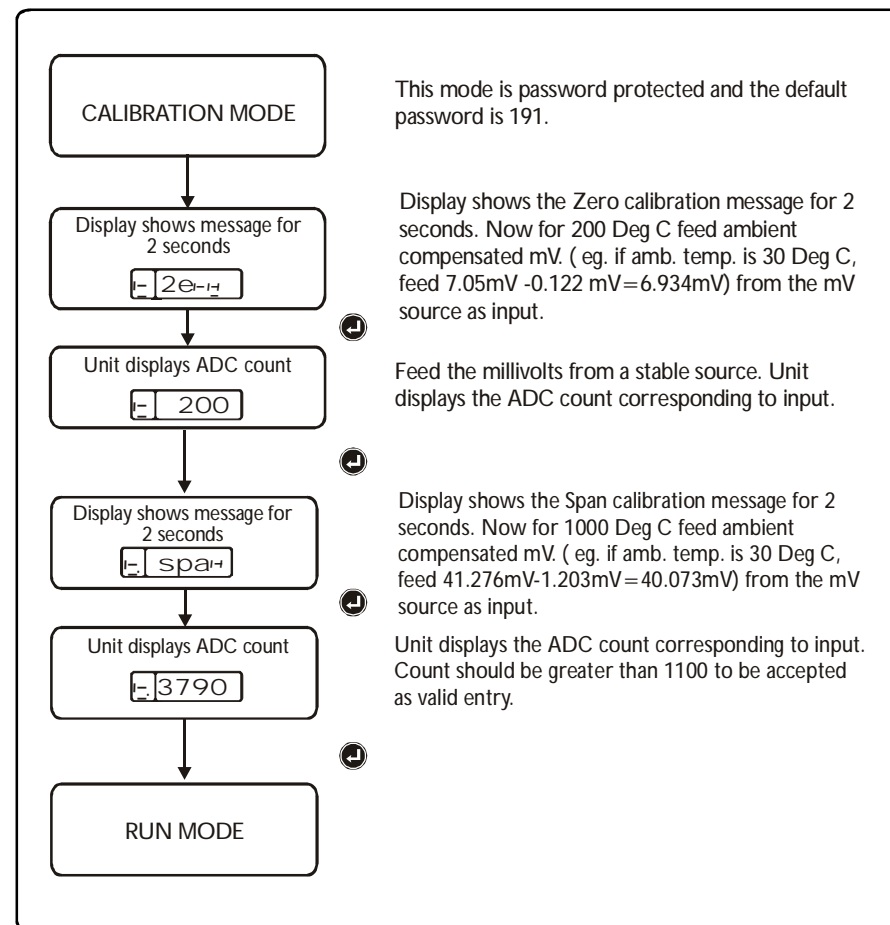 CALIBRATION MODE
This mode is password protected and the default
password is 191.
Display shows message for
2 seconds
Display shows the Zero calibration message for 2
seconds. Now for 200 Deg C feed ambient
compensated mV. ( eg. if amb. temp. is 30 Deg C,
feed 7.05mV -0.122 mV=6.934mV) from the mV
source as input.
Unit displays ADC count
200
Feed the millivolts from a stable source. Unit
displays the ADC count corresponding to input.
Display shows message for
2 seconds
Display shows the Span calibration message for 2
seconds. Now for 1000 Deg C feed ambient
compensated mV. ( eg. if amb. temp. is 30 Deg C,
feed 41.276mV-1.203mV=40.073mV) from the mV
source as input.
Unit displays ADC count
3790
Unit displays the ADC count corresponding to input.
Count should be greater than 1100 to be accepted
as valid entry.
RUN MODE